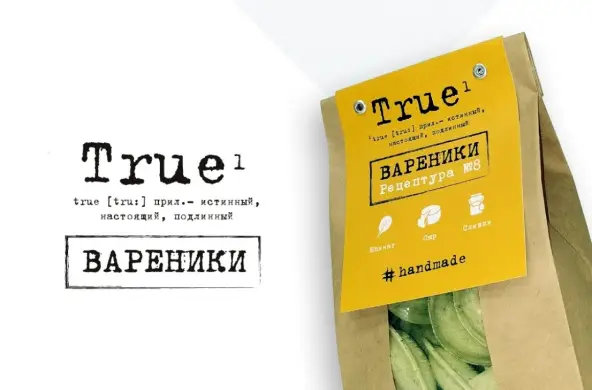 True¹
true [tru:] прил.- истинный,
настоящий, подлинный
ВАРЕНИКИ
True¹
¹true [tru:] прил.- истинный,
настоящий, подлинный
ВАРЕНИКИ
Рецептура №8
Шпинат Сыр Сливки
#handmade